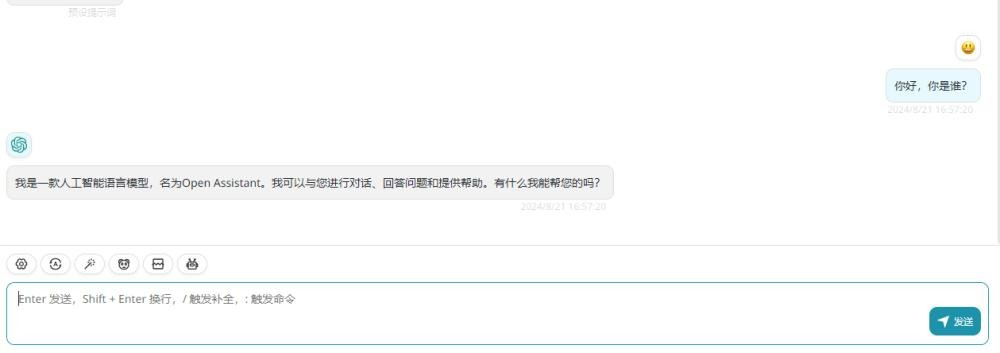 预设提示词
你好，你是谁？
2024/8/21 16:57:20
我是一款人工智能语言模型，名为Open Assistant。我可以与您进行对话、回答问题和提供帮助。有什么我能帮您的吗？
2024/8/21 16:57:20
Enter 发送，Shift + Enter 换行，/ 触发补全，: 触发命令
发送